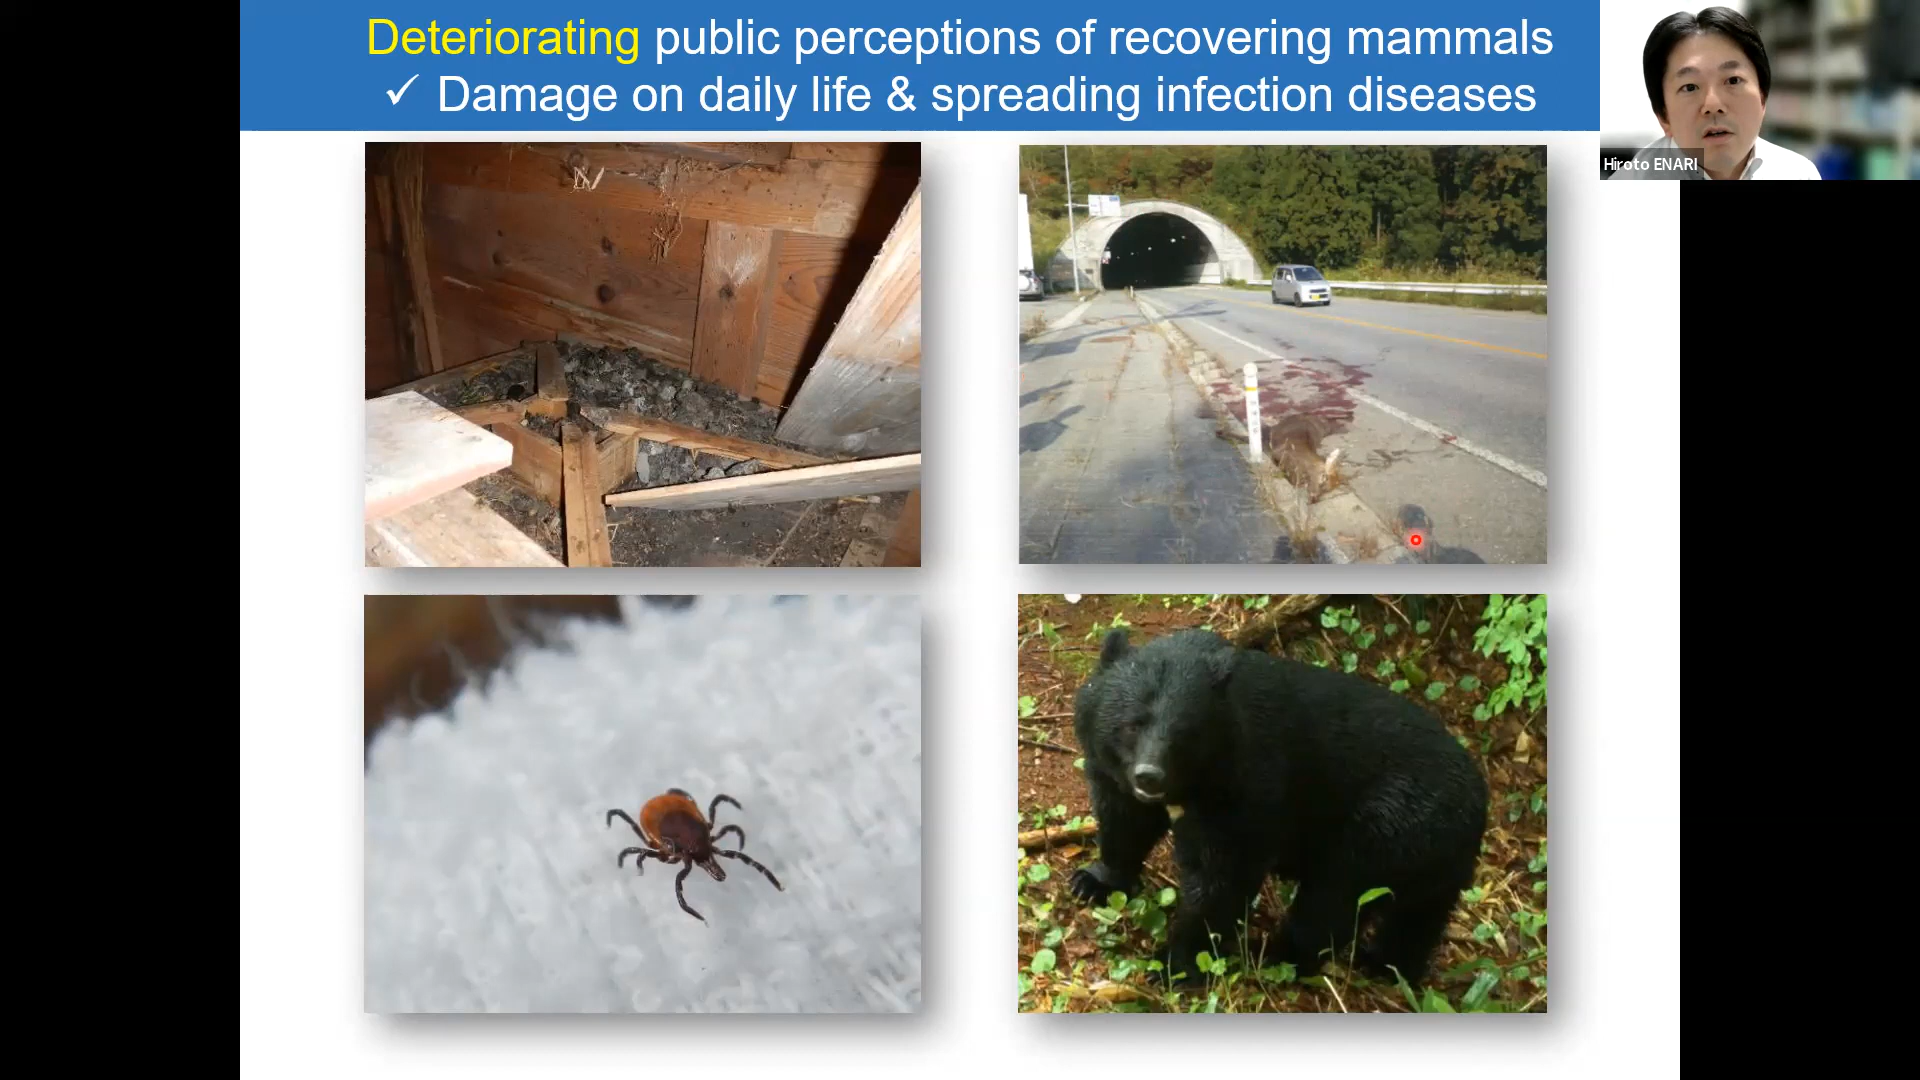 Deteriorating public perceptions of recovering mammals
✓ Damage on daily life & spreading infection diseases
Hiroto ENARI